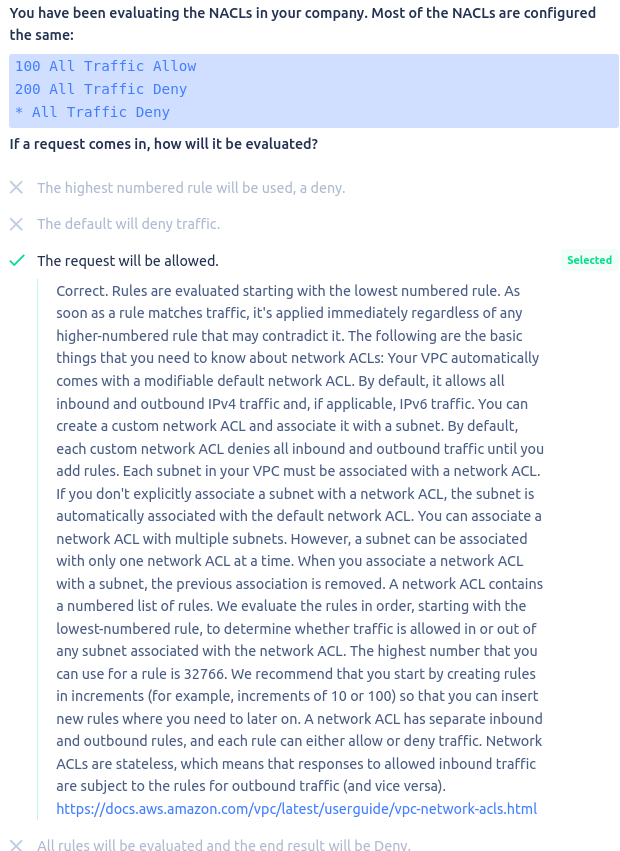 You have been evaluating the NACLs in your company. Most of the NACLs are configured
the same:
100 All Traffic Allow
200 All Traffic Deny
* All Traffic Deny
If a request comes in, how will it be evaluated?
The highest numbered rule will be used, a deny.
The default will deny traffic.
The request will be allowed.
Selected
Correct. Rules are evaluated starting with the lowest numbered rule. As
soon as a rule matches traffic, it's applied immediately regardless of any
higher-numbered rule that may contradict it. The following are the basic
things that you need to know about network ACLs: Your VPC automatically
comes with a modifiable default network ACL. By default, it allows all
inbound and outbound IPv4 traffic and, if applicable, IPv6 traffic. You can
create a custom network ACL and associate it with a subnet. By default,
each custom network ACL denies all inbound and outbound traffic until you
add rules. Each subnet in your VPC must be associated with a network ACL.
If you don't explicitly associate a subnet with a network ACL, the subnet is
automatically associated with the default network ACL. You can associate a
network ACL with multiple subnets. However, a subnet can be associated
with only one network ACL at a time. When you associate a network ACL
with a subnet, the previous association is removed. A network ACL contains
a numbered list of rules. We evaluate the rules in order, starting with the
lowest-numbered rule, to determine whether traffic is allowed in or out of
any subnet associated with the network ACL. The highest number that you
can use for a rule is 32766. We recommend that you start by creating rules
in increments (for example, increments of 10 or 100) so that you can insert
new rules where you need to later on. A network ACL has separate inbound
and outbound rules, and each rule can either allow or deny traffic. Network
ACLs are stateless, which means that responses to allowed inbound traffic
are subject to the rules for outbound traffic (and vice versa).
https://docs.aws.amazon.com/vpc/latest/userguide/vpc-network-acls.html
All rules will be evaluated and the end result will be Deny.